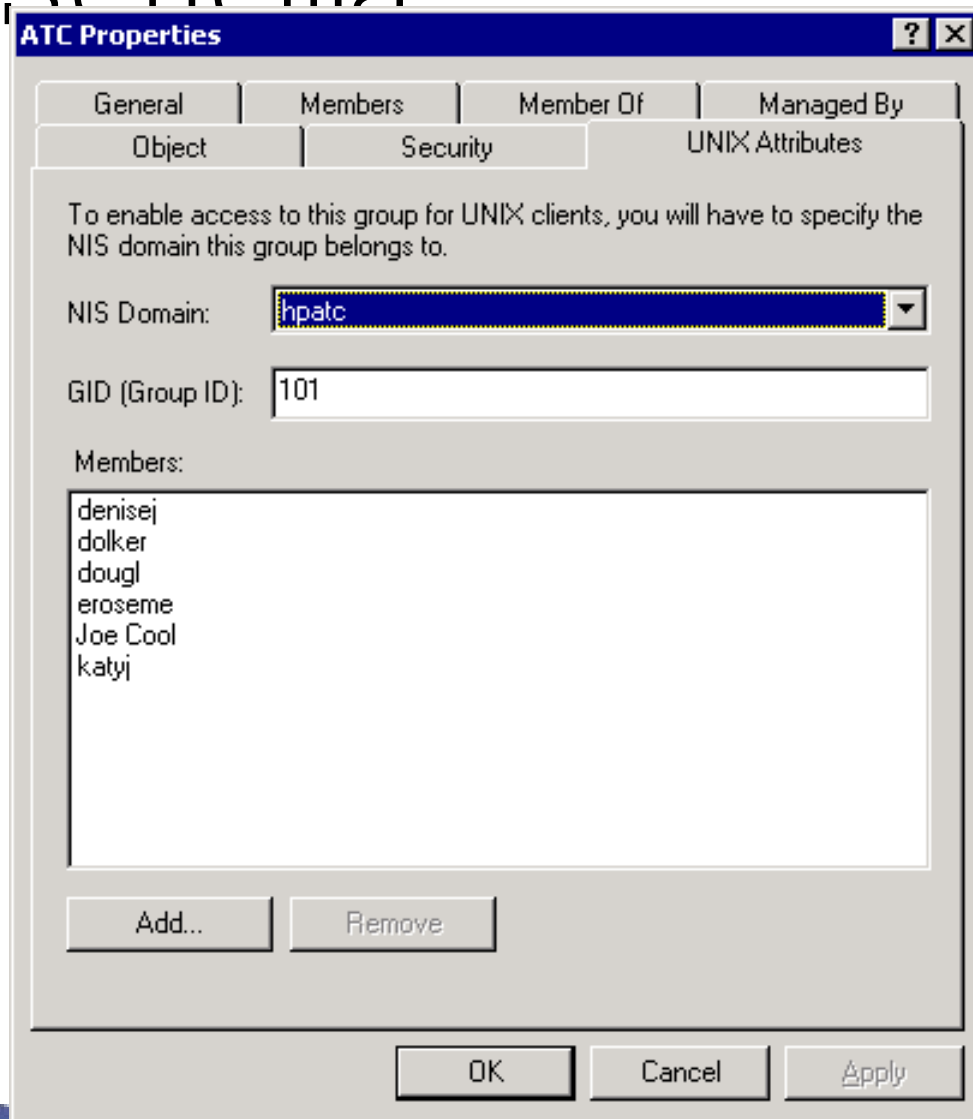 ATC Properties
General Members Member Of Managed By
Object Security UNIX Attributes
To enable access to this group for UNIX clients, you will have to specify the
NIS domain this group belongs to.
NIS Domain: hpatc
GID (Group ID): 101
Members:
denisej
dolker
dougl
eroseme
Joe Cool
katyj
Add... Remove
OK Cancel Apply